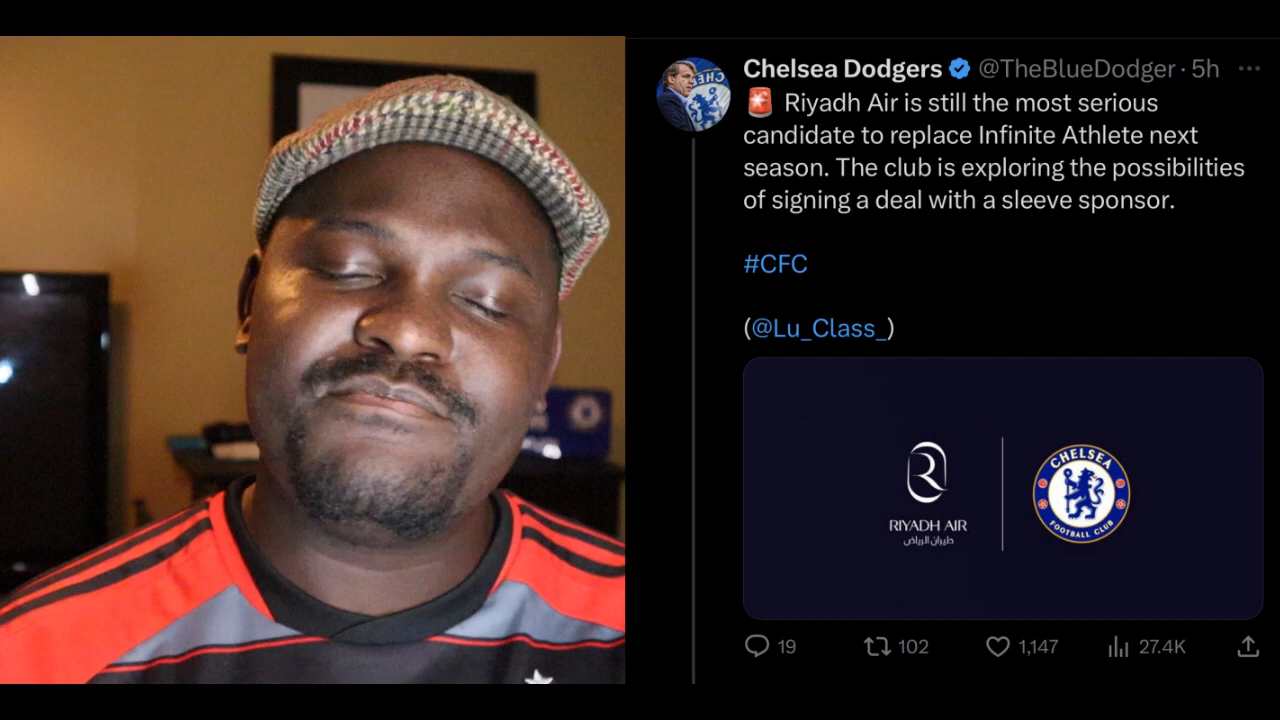 Chelsea Dodgers @TheBlueDodger · 5h
🚨 Riyadh Air is still the most serious
candidate to replace Infinite Athlete next
season. The club is exploring the possibilities
of signing a deal with a sleeve sponsor.
#CFC
(@Lu_Class_)
RIYADH AIR
طيران الرياض
CHELSEA
FOOTBALL CLUB
19 102 1,147 27.4K